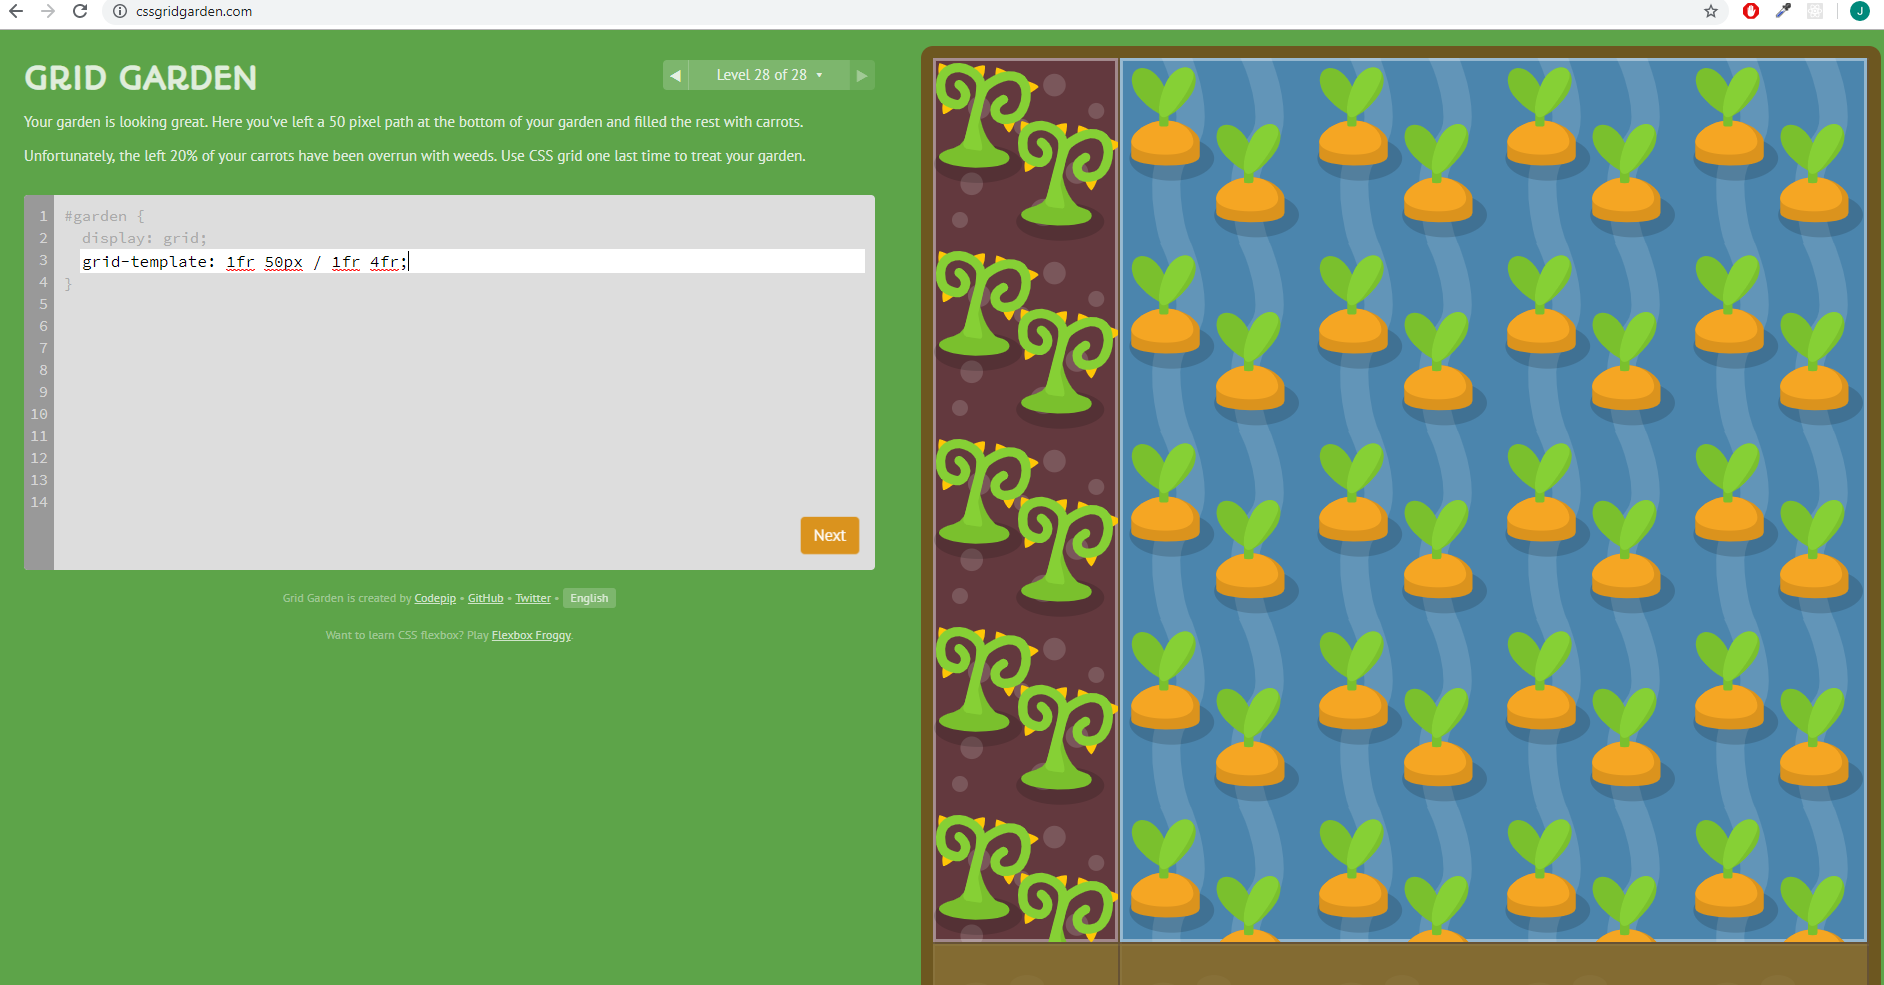 cssgridgarden.com
J
GRID GARDEN
◀ Level 28 of 28 ▾ ▶
Your garden is looking great. Here you've left a 50 pixel path at the bottom of your garden and filled the rest with carrots.
Unfortunately, the left 20% of your carrots have been overrun with weeds. Use CSS grid one last time to treat your garden.
1 #garden {
2 display: grid;
3 grid-template: 1fr 50px / 1fr 4fr;
4 }
5
6
7
8
9
10
11
12
13
14
Next
Grid Garden is created by Codepip • GitHub • Twitter • English
Want to learn CSS flexbox? Play Flexbox Froggy.